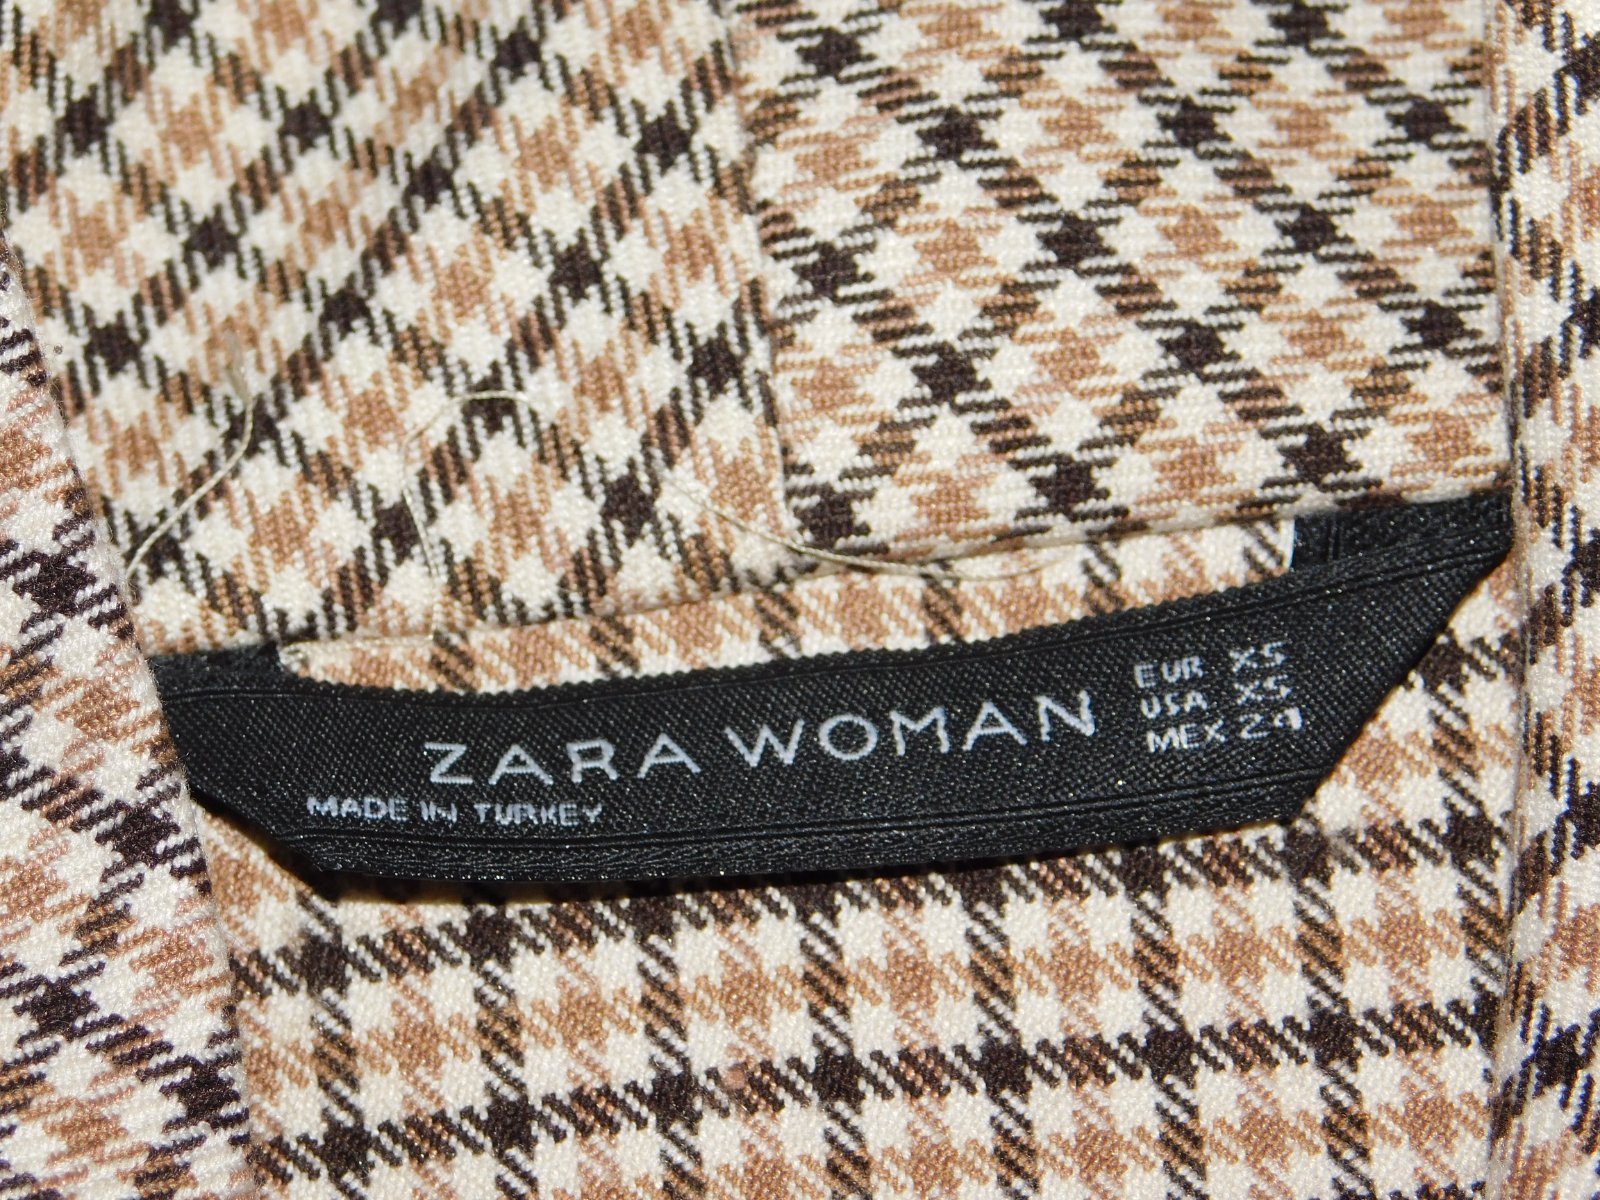 ZARA WOMAN
MADE IN TURKEY
EUR XS
USA XS
MEX 24